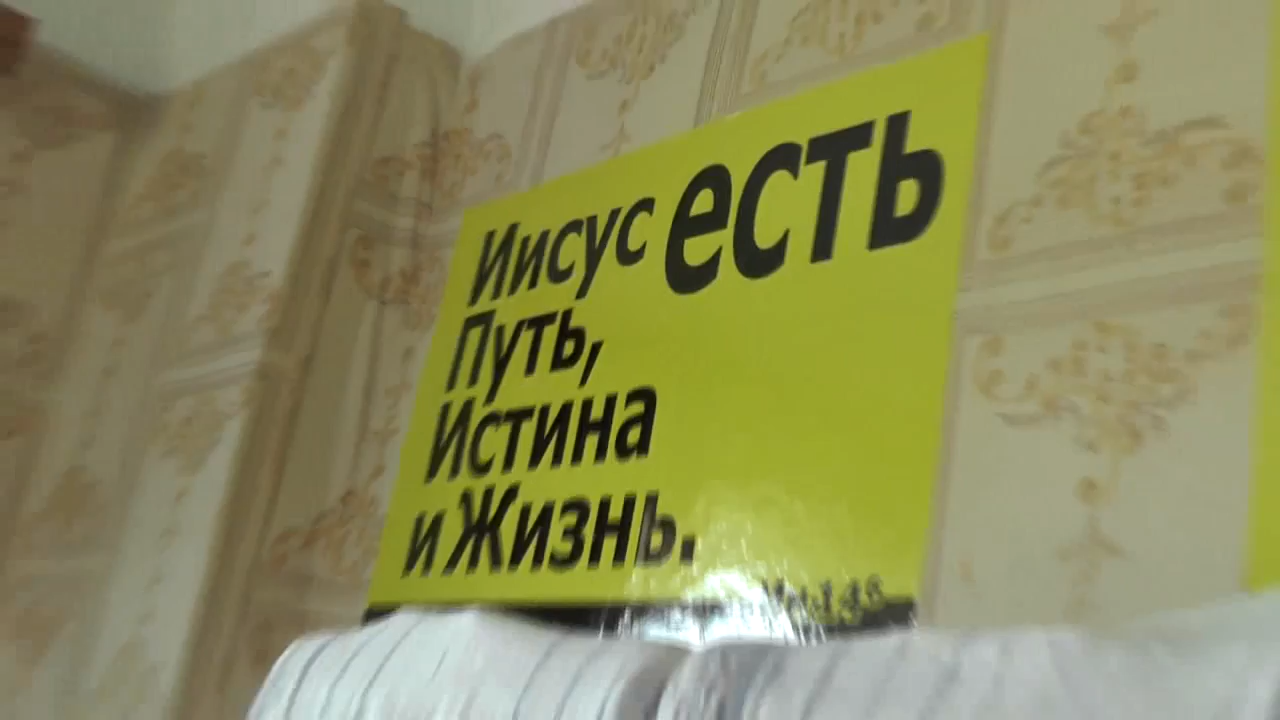 Иисус есть
Путь,
Истина
и Жизнь.